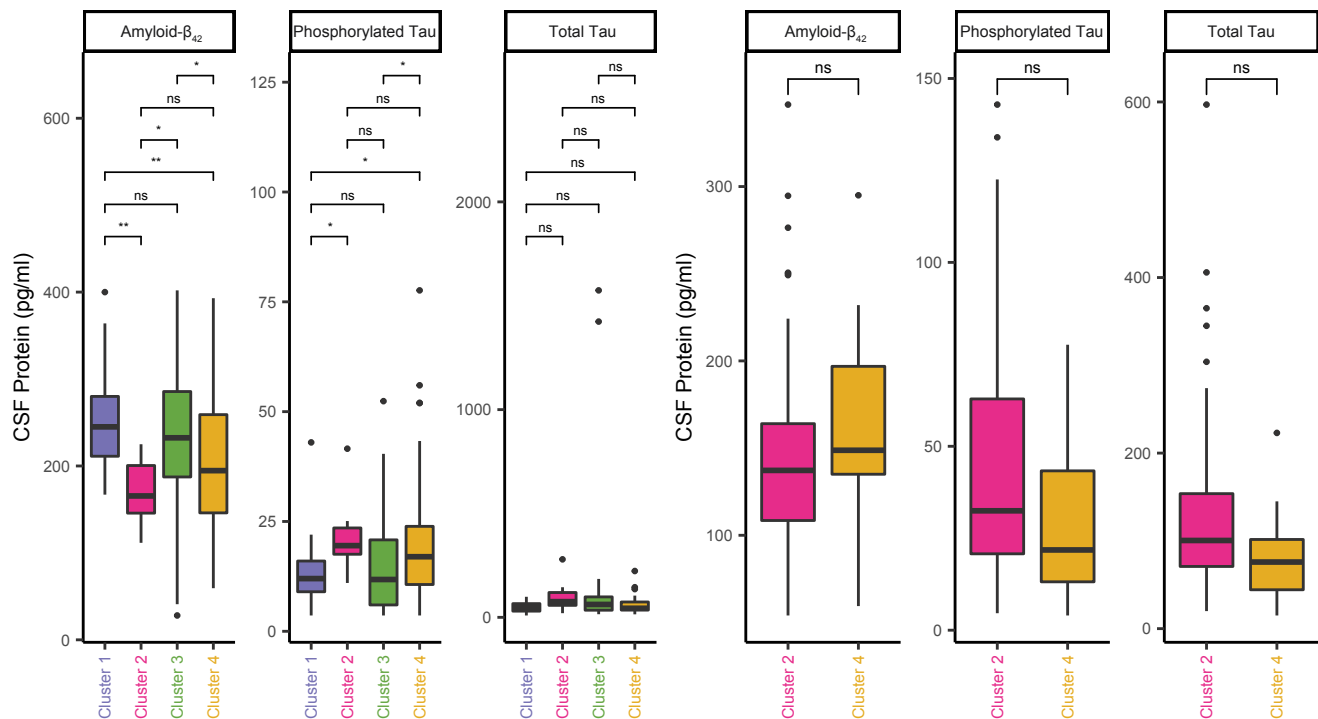 Amyloid-β42
Phosphorylated Tau
Total Tau
Amyloid-β42
Phosphorylated Tau
Total Tau
CSF Protein (pg/ml)
600
400
200
0
*
ns
*
**
ns
**
Cluster 1
Cluster 2
Cluster 3
Cluster 4
125
100
75
50
25
0
*
ns
ns
*
ns
*
Cluster 1
Cluster 2
Cluster 3
Cluster 4
2000
1000
0
ns
ns
ns
ns
ns
ns
Cluster 1
Cluster 2
Cluster 3
Cluster 4
CSF Protein (pg/ml)
300
200
100
ns
Cluster 2
Cluster 4
150
100
50
0
ns
Cluster 2
Cluster 4
600
400
200
0
ns
Cluster 2
Cluster 4